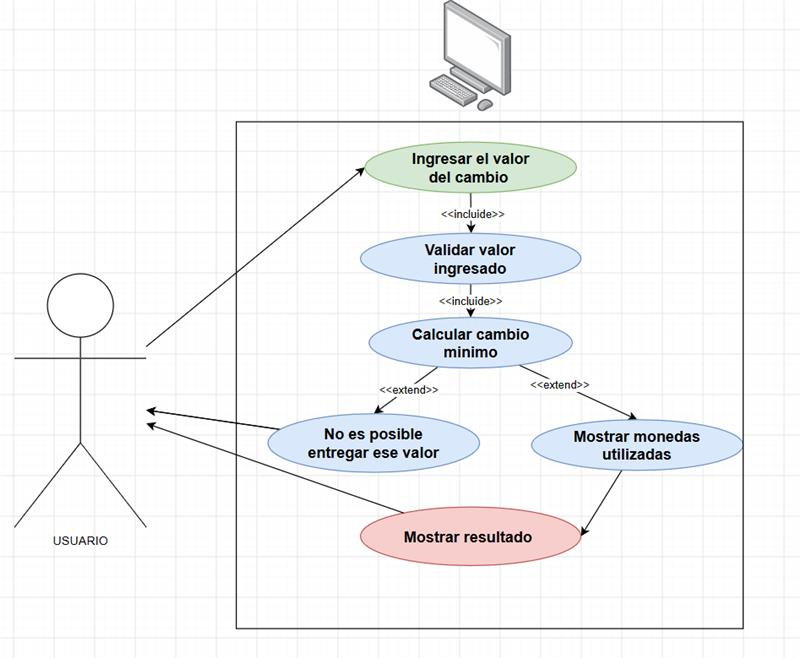 Ingresar el valor
del cambio
<<incluide>>
Validar valor
ingresado
<<incluide>>
Calcular cambio
minimo
<<extend>>
<<extend>>
No es posible
entregar ese valor
Mostrar monedas
utilizadas
Mostrar resultado
USUARIO